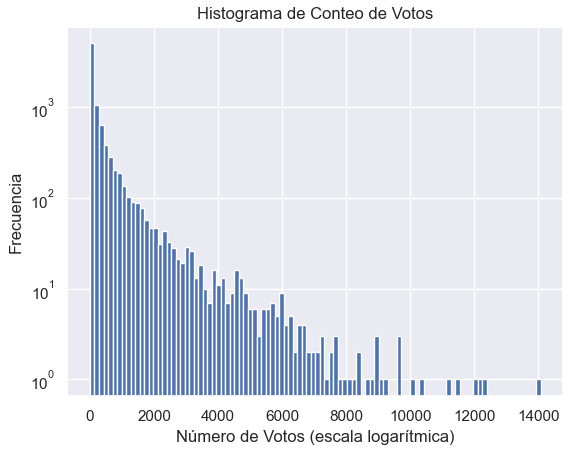 Histograma de Conteo de Votos
Frecuencia
10³
10²
10¹
10⁰
0 2000 4000 6000 8000 10000 12000 14000
Número de Votos (escala logarítmica)